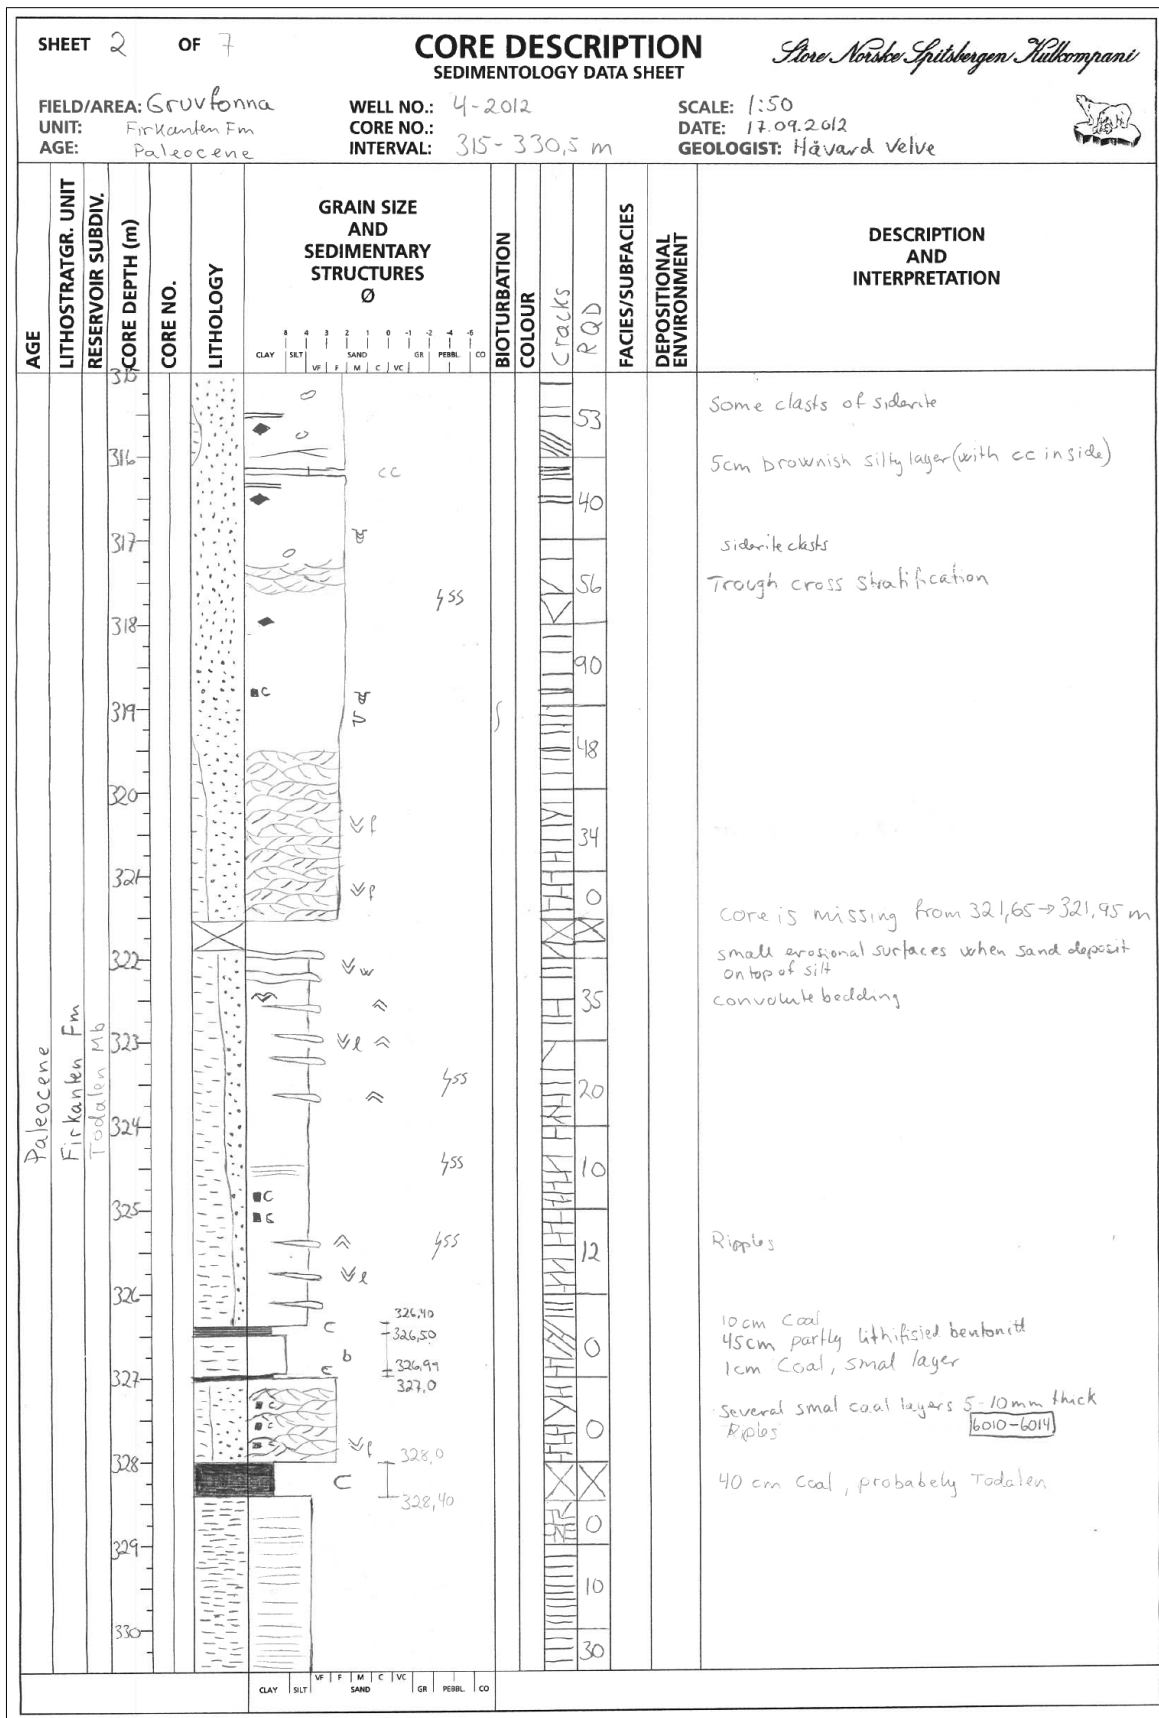 SHEET 2 OF 7
CORE DESCRIPTION
SEDIMENTOLOGY DATA SHEET
Store Norske Spitsbergen Kulkompani
FIELD/AREA: Gruvfonna
WELL NO.: 4-2012
SCALE: 1:50
UNIT: Firkanten Fm
CORE NO.:
DATE: 17.09.2012
AGE: Paleocene
INTERVAL: 315-330,5 m
GEOLOGIST: Håvard Velve
AGE
LITHOSTRATGR. UNIT
RESERVOIR SUBDIV.
CORE DEPTH (m)
CORE NO.
LITHOLOGY
GRAIN SIZE
AND
SEDIMENTARY
STRUCTURES
Ø
8 4 3 2 1 0 -1 -2 -4 -6
CLAY SILT SAND GR PEBBL CO
VF F M C VC
BIOTURBATION
COLOUR
Cracks
RQD
FACIES/SUBFACIES
DEPOSITIONAL
ENVIRONMENT
DESCRIPTION
AND
INTERPRETATION
315
Some clasts of siderite
53
316
5cm brownish silty layer (with cc inside)
cc
40
317
siderite clasts
56
Trough cross stratification
SS
318
90
C
319
48
320
f
34
321
f
0
Core is missing from 321,65→321,95 m
322
small erosional surfaces when sand deposit
on top of silt
w
35
convolute bedding
323
l
SS
20
324
SS
10
C
325
C
SS
12
Ripples
l
326
Paleocene
Firkanten Fm
Todalen Mb
326,40
10 cm Coal
C
326,50
45cm partly lithifisied bentonitt
b
0
326,99
1cm Coal, smal layer
c
327
327,0
Several smal coal layers 5-10mm thick
c
6010-6014
Riples
c
0
c
f
328,0
328
40 cm Coal, probabely Todalen
C
328,40
0
329
10
330
30
VF F M C VC
CLAY SILT SAND GR PEBBL CO